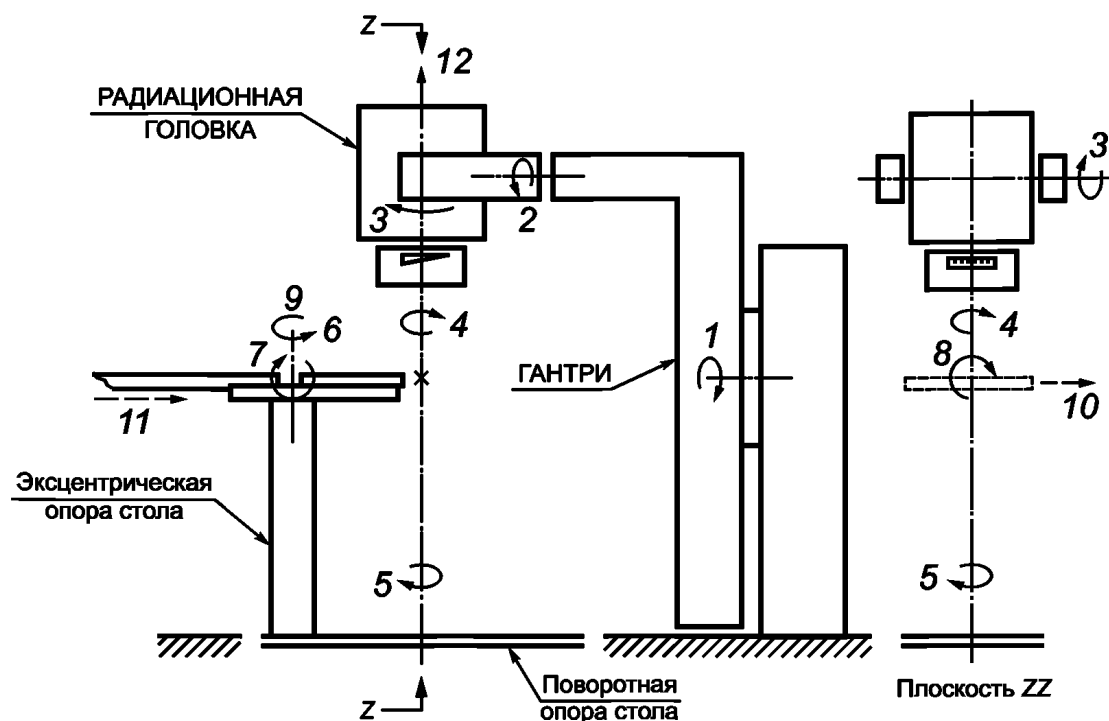 Z
12
РАДИАЦИОННАЯ
ГОЛОВКА
3
2
3
9
6
4
4
7
1
8
ГАНТРИ
11
10
Эксцентрическая
опора стола
5
5
Поворотная
опора стола
Z
Плоскость ZZ